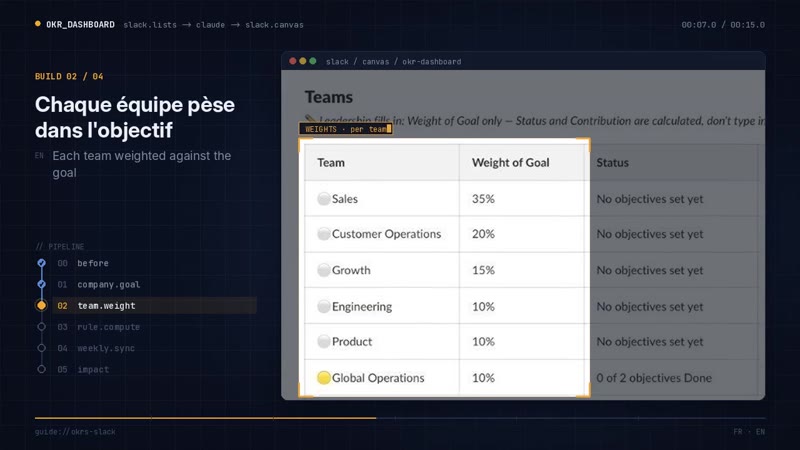 OKR_DASHBOARD slack.lists → claude → slack.canvas
00:07.0 / 00:15.0
BUILD 02 / 04
Chaque équipe pèse
dans l'objectif
EN Each team weighted against the
goal
// PIPELINE
00 before
01 company.goal
02 team.weight
03 rule.compute
04 weekly.sync
05 impact
slack / canvas / okr-dashboard
Teams
Leadership fills in: Weight of Goal only — Status and Contribution are calculated, don't type in
WEIGHTS · per team
Team Weight of Goal Status
Sales 35% No objectives set yet
Customer Operations 20% No objectives set yet
Growth 15% No objectives set yet
Engineering 10% No objectives set yet
Product 10% No objectives set yet
Global Operations 10% 0 of 2 objectives Done
guide://okrs-slack
FR · EN